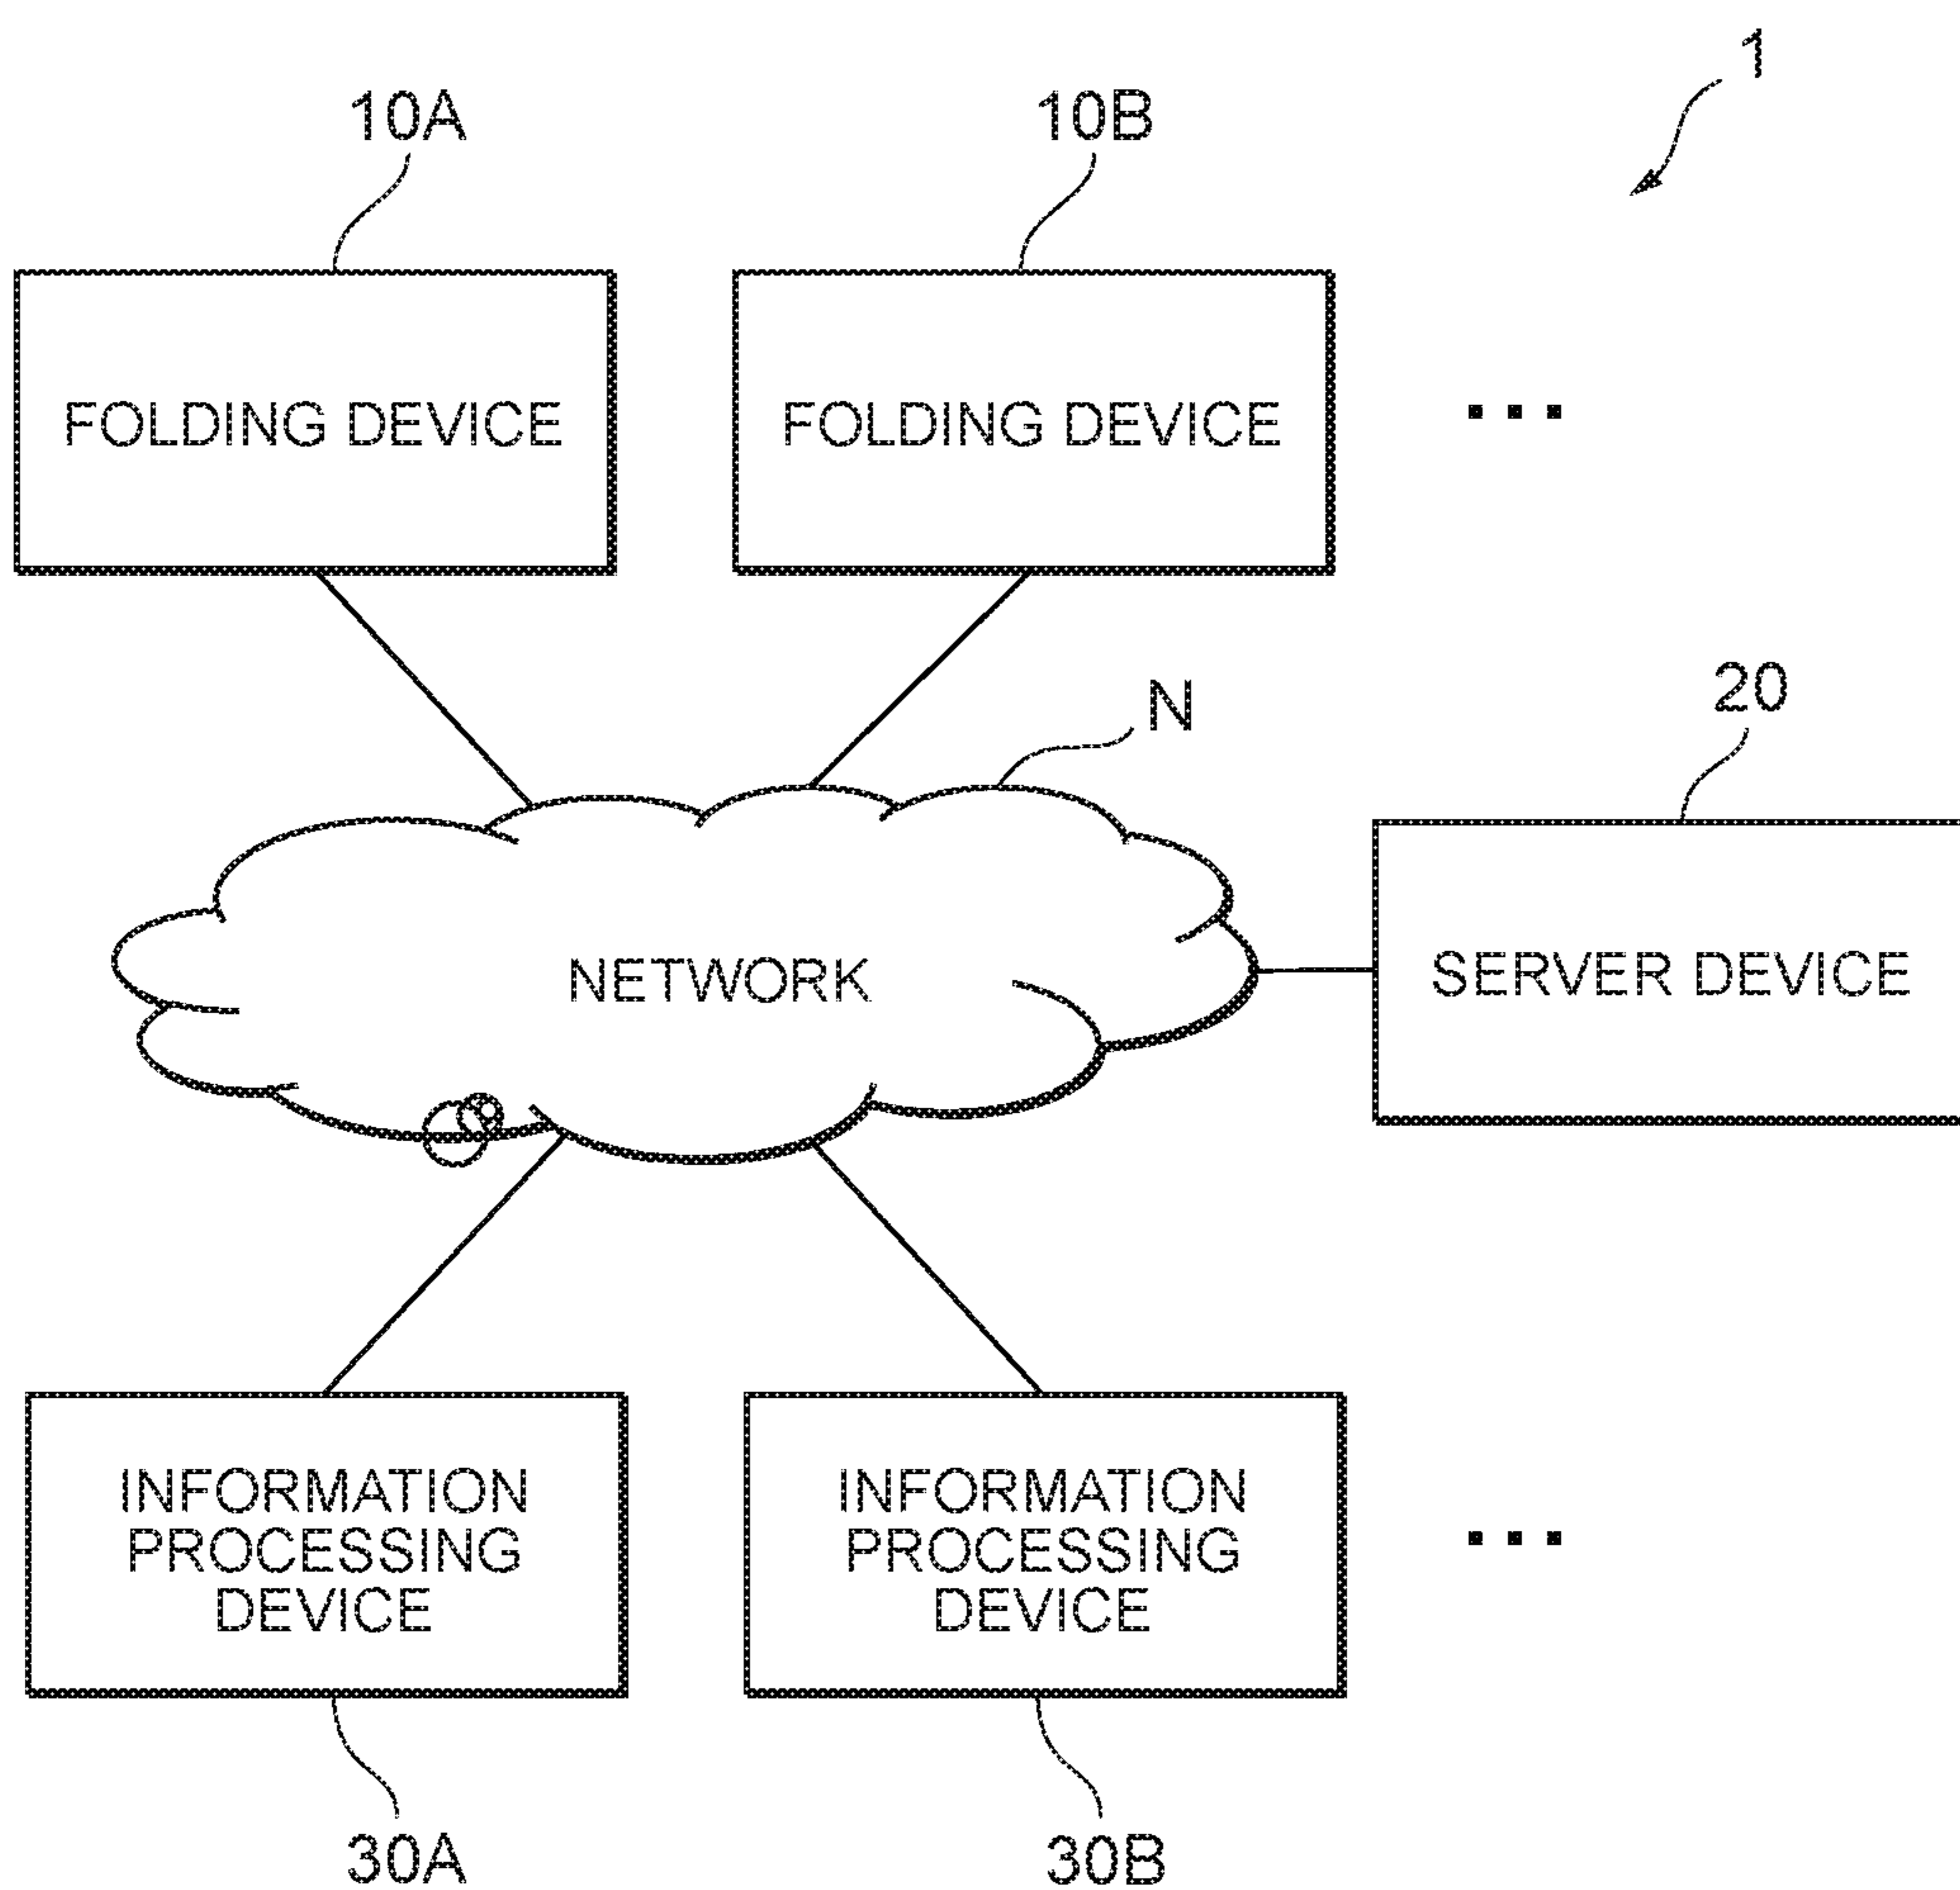 1
10A
10B
FOLDING DEVICE
FOLDING DEVICE
...
N
20
NETWORK
SERVER DEVICE
INFORMATION
PROCESSING
DEVICE
INFORMATION
PROCESSING
DEVICE
...
30A
30B